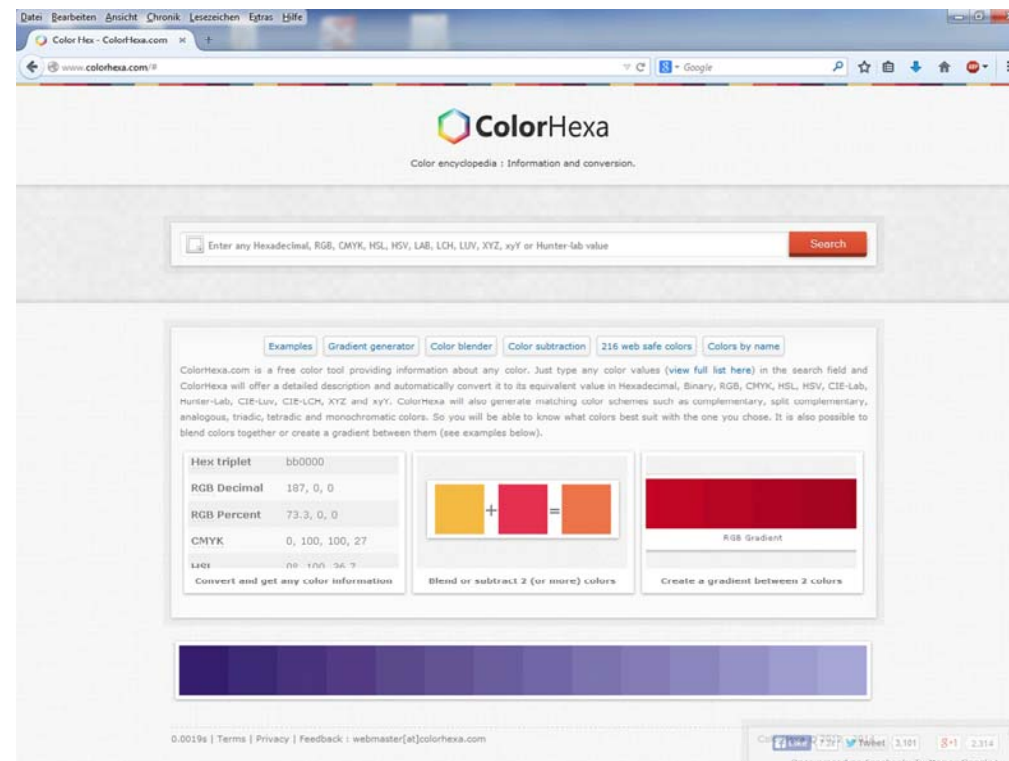 Datei Bearbeiten Ansicht Chronik Lesezeichen Extras Hilfe
Color Hex - ColorHexa.com × +
www.colorhexa.com/# 8 - Google
ColorHexa
Color encyclopedia : Information and conversion.
Enter any Hexadecimal, RGB, CMYK, HSL, HSV, LAB, LCH, LUV, XYZ, xyY or Hunter-lab value Search
Examples Gradient generator Color blender Color subtraction 216 web safe colors Colors by name
ColorHexa.com is a free color tool providing information about any color. Just type any color values (view full list here) in the search field and
ColorHexa will offer a detailed description and automatically convert it to its equivalent value in Hexadecimal, Binary, RGB, CMYK, HSL, HSV, CIE-Lab,
Hunter-Lab, CIE-Luv, CIE-LCH, XYZ and xyY. ColorHexa will also generate matching color schemes such as complementary, split complementary,
analogous, triadic, tetradic and monochromatic colors. So you will be able to know what colors best suit with the one you chose. It is also possible to
blend colors together or create a gradient between them (see examples below).
Hex triplet bb0000
RGB Decimal 187, 0, 0
RGB Percent 73.3, 0, 0
CMYK 0, 100, 100, 27
HSL 0°, 100, 36.7
Convert and get any color information
+ =
Blend or subtract 2 (or more) colors
RGB Gradient
Create a gradient between 2 colors
0.0019s | Terms | Privacy | Feedback : webmaster[at]colorhexa.com
Like Tweet 3,101 g+1 2,314